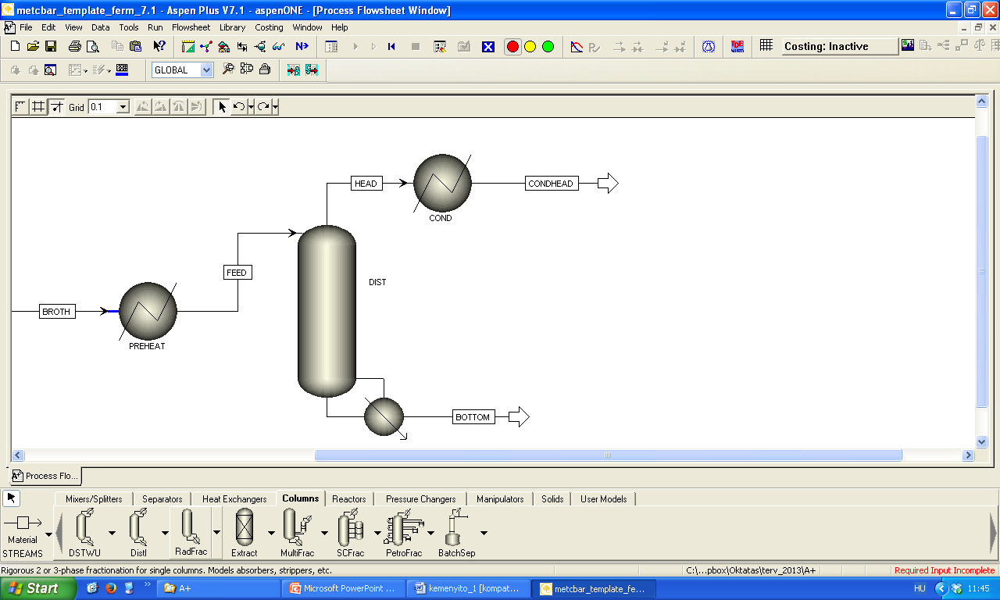 metcbar_template_ferm_7.1 - Aspen Plus V7.1 - aspenONE - [Process Flowsheet Window]
File Edit View Data Tools Run Flowsheet Library Costing Window Help
N» Costing: Inactive
GLOBAL
Grid 0.1
HEAD CONDHEAD
COND
FEED
DIST
BROTH
PREHEAT
BOTTOM
Process Flo...
Mixers/Splitters Separators Heat Exchangers Columns Reactors Pressure Changers Manipulators Solids User Models
Material
STREAMS DSTWU Distl RadFrac Extract MultiFrac SCFrac PetroFrac BatchSep
Rigorous 2 or 3-phase fractionation for single columns. Models absorbers, strippers, etc. C:\...pbox\Oktatas\terv_2013\A+ Required Input Incomplete
Start » A+ Microsoft PowerPoint ... kemenyito_1 [kompat... metcbar_template_fe... HU 11:45